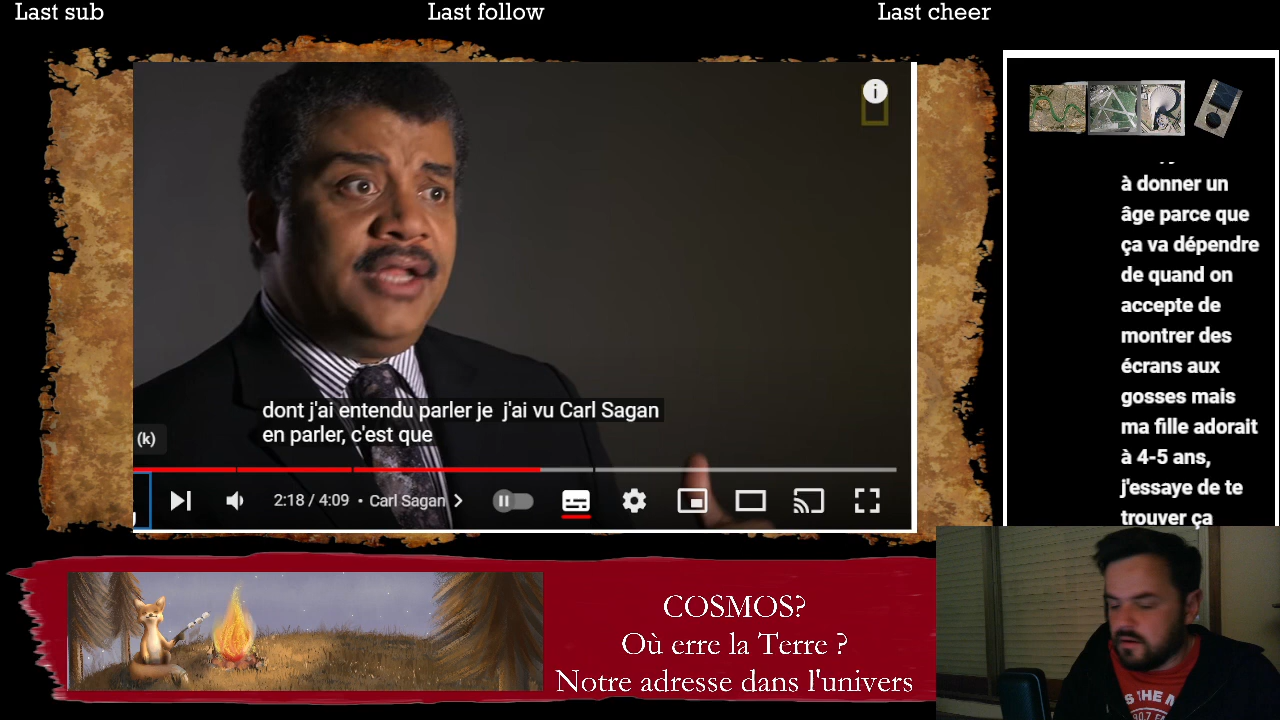 Last sub
Last follow
Last cheer
à donner un
âge parce que
ça va dépendre
de quand on
accepte de
montrer des
écrans aux
gosses mais
ma fille adorait
à 4-5 ans,
j'essaye de te
trouver ça
dont j'ai entendu parler je  j'ai vu Carl Sagan
en parler, c'est que
(k)
2:18 / 4:09 • Carl Sagan
COSMOS?
Où erre la Terre ?
Notre adresse dans l'univers